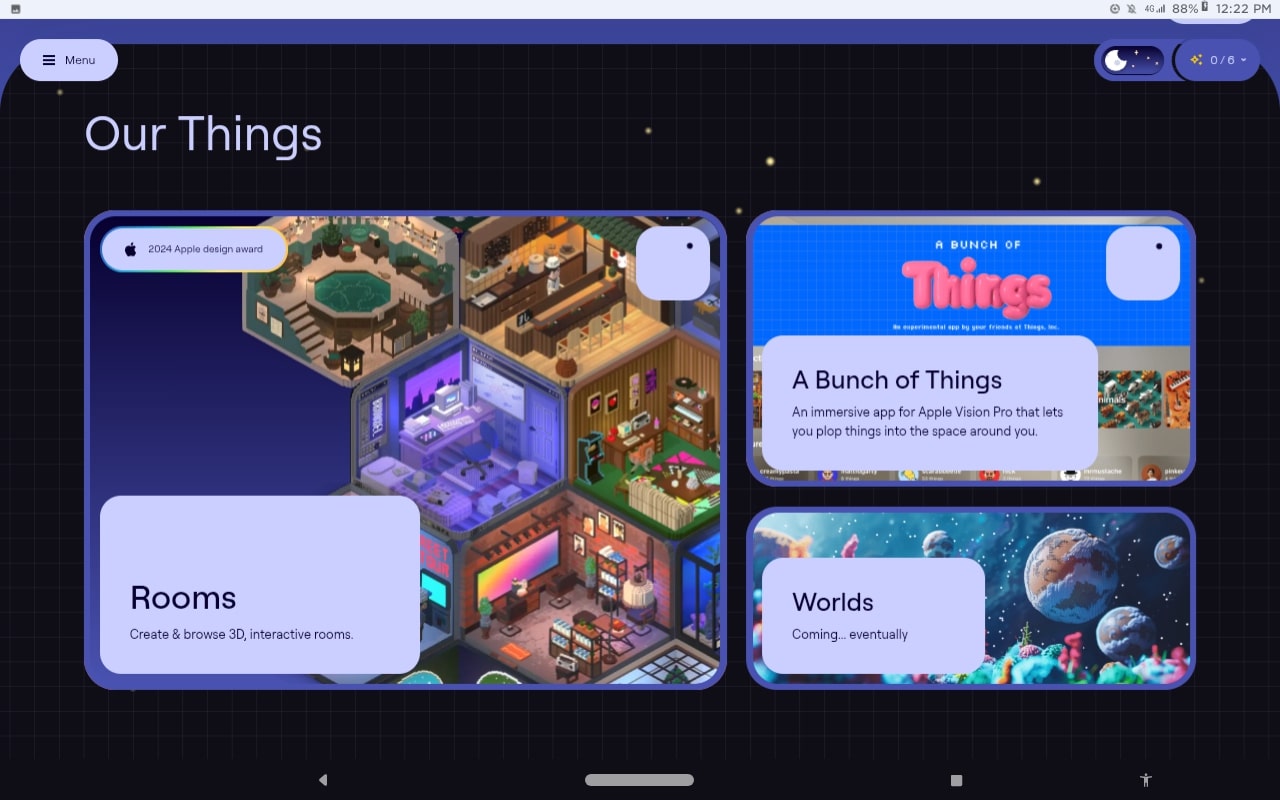 4G 88% 12:22 PM
Menu
0 / 6
Our Things
2024 Apple design award
Rooms
Create & browse 3D, interactive rooms.
A BUNCH OF
Things
An experimental app by your friends at Things, Inc.
A Bunch of Things
An immersive app for Apple Vision Pro that lets
you plop things into the space around you.
Worlds
Coming... eventually